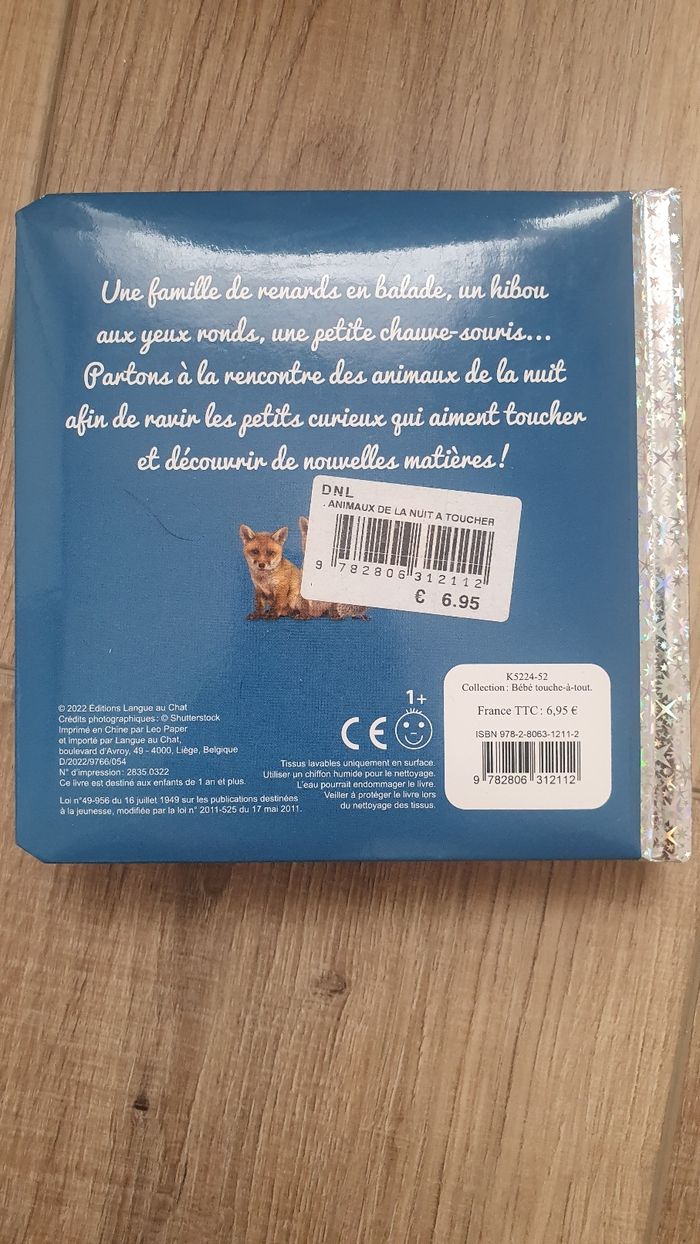 Une famille de renards en balade, un hibou
aux yeux ronds, une petite chauve-souris...
Partons à la rencontre des animaux de la nuit
afin de ravir les petits curieux qui aiment toucher
et découvrir de nouvelles matières !
DNL
. ANIMAUX DE LA NUIT A TOUCHER
9 782806 312112
€ 6.95
© 2022 Éditions Langue au Chat
Crédits photographiques : © Shutterstock
Imprimé en Chine par Leo Paper
et importé par Langue au Chat,
boulevard d'Avroy, 49 - 4000, Liège, Belgique
D/2022/9766/054
N° d'impression : 2835.0322
Ce livre est destiné aux enfants de 1 an et plus.
Loi n°49-956 du 16 juillet 1949 sur les publications destinées
à la jeunesse, modifiée par la loi n° 2011-525 du 17 mai 2011.
1+
CE
Tissus lavables uniquement en surface.
Utiliser un chiffon humide pour le nettoyage.
L'eau pourrait endommager le livre.
Veiller à protéger le livre lors
du nettoyage des tissus.
K5224-52
Collection : Bébé touche-à-tout.
France TTC : 6,95 €
ISBN 978-2-8063-1211-2
9 782806 312112